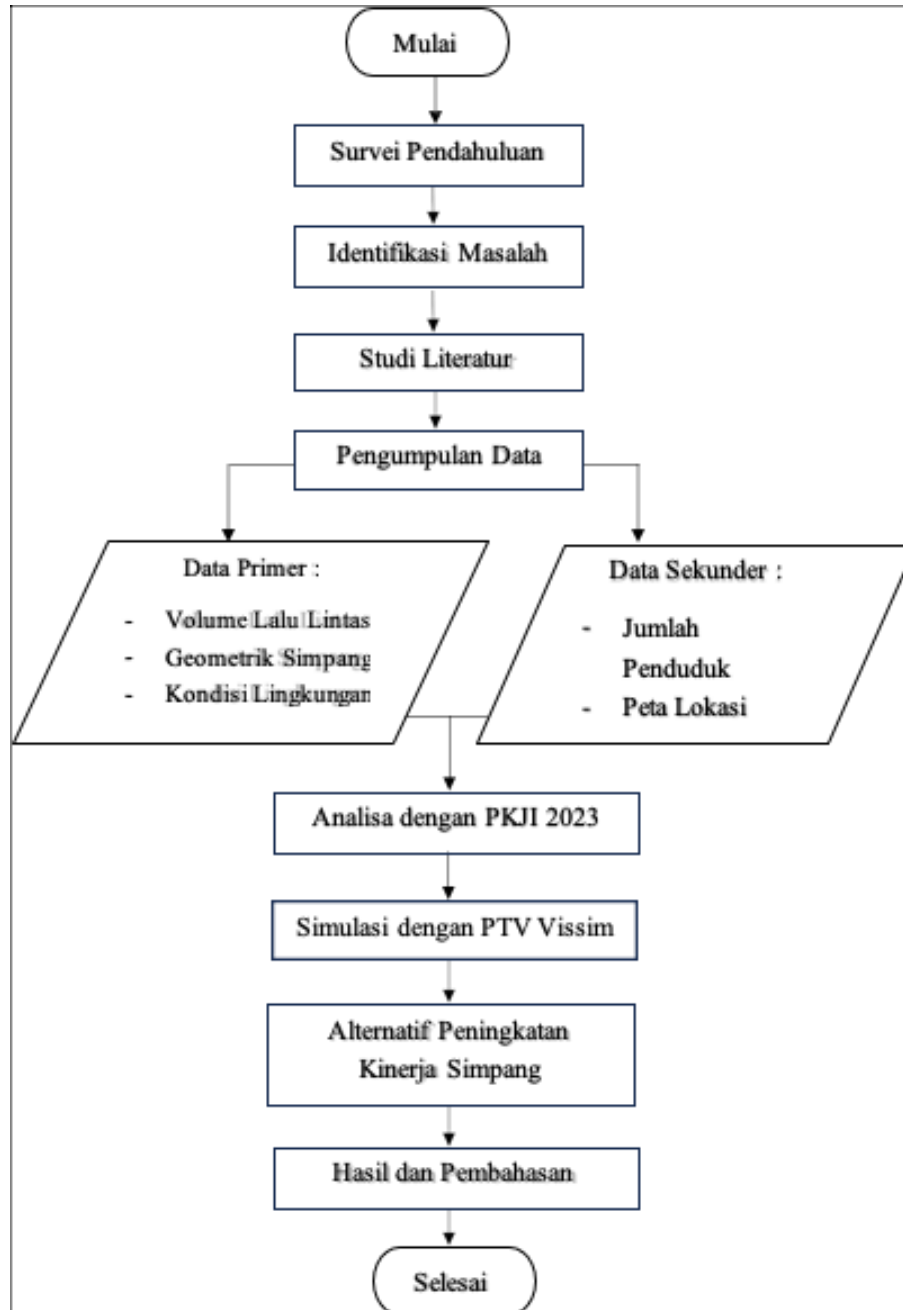 Mulai
Survei Pendahuluan
Identifikasi Masalah
Studi Literatur
Pengumpulan Data
Data Primer :
- Volume Lalu Lintas
- Geometrik Simpang
- Kondisi Lingkungan
Data Sekunder :
- Jumlah
Penduduk
- Peta Lokasi
Analisa dengan PKJI 2023
Simulasi dengan PTV Vissim
Alternatif Peningkatan
Kinerja Simpang
Hasil dan Pembahasan
Selesai